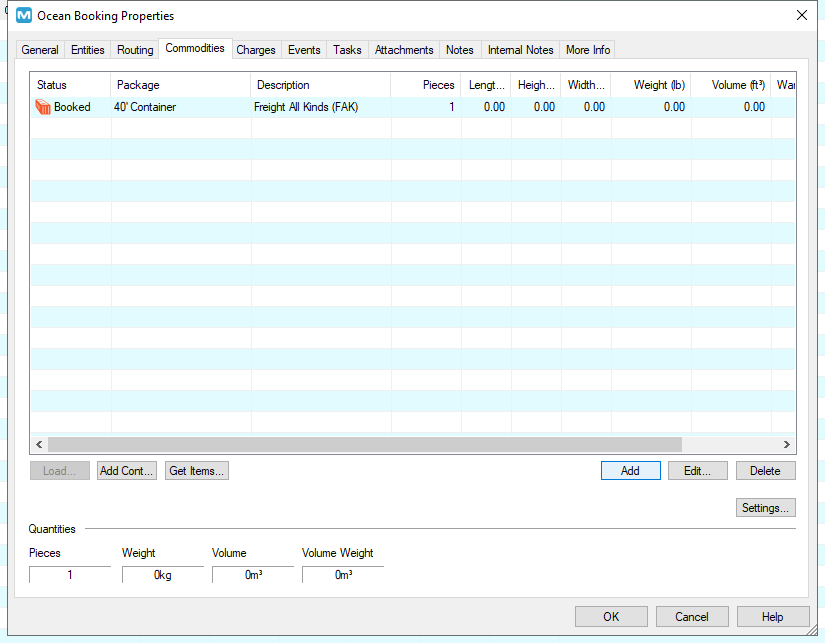 Ocean Booking Properties
General Entities Routing Commodities Charges Events Tasks Attachments Notes Internal Notes More Info
Status Package Description Pieces Lengt... Heigh... Width... Weight (lb) Volume (ft³) War
Booked 40' Container Freight All Kinds (FAK) 1 0.00 0.00 0.00 0.00 0.00
Load... Add Cont... Get Items... Add Edit... Delete
Settings...
Quantities
Pieces Weight Volume Volume Weight
1 0kg 0m³ 0m³
OK Cancel Help